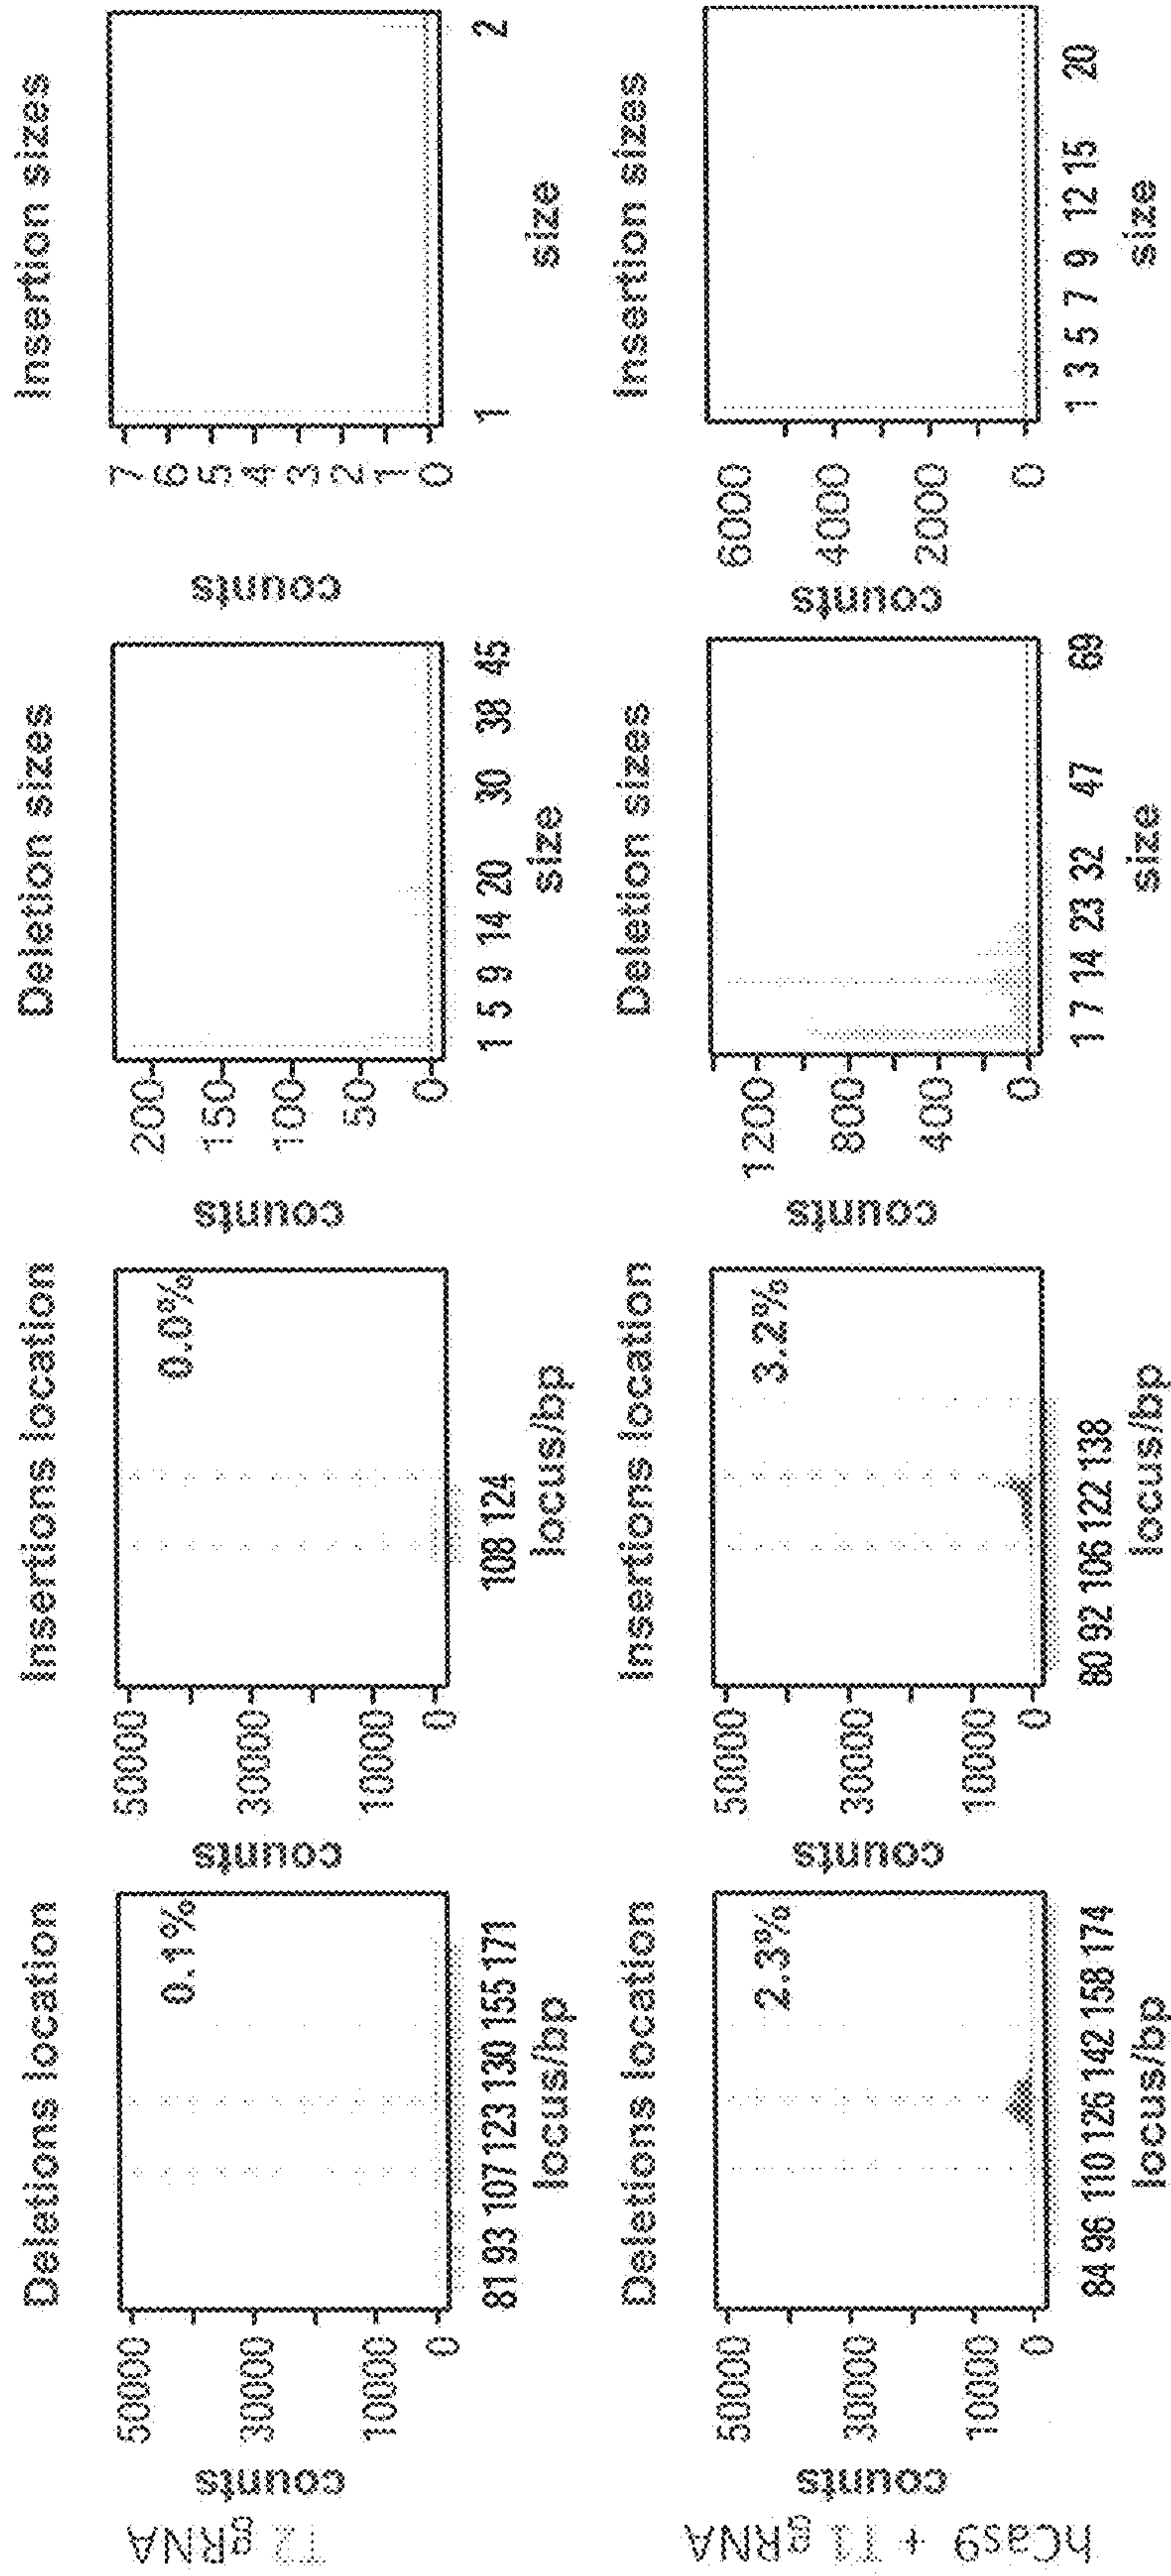 T2 gRNA
Deletions location
counts
50000
30000
10000
0
0.1%
81 93 107 123 130 155 171
locus/bp
Insertions location
counts
50000
30000
10000
0
0.0%
108 124
locus/bp
Deletion sizes
counts
200
150
100
50
0
1 5 9 14 20 30 38 45
size
Insertion sizes
counts
7
6
5
4
3
2
1
0
1 2
size
hCas9 + T1 gRNA
Deletions location
counts
50000
30000
10000
0
2.3%
84 96 110 126 142 158 174
locus/bp
Insertions location
counts
50000
30000
10000
0
3.2%
80 92 106 122 138
locus/bp
Deletion sizes
counts
1200
800
400
0
1 7 14 23 32 47 69
size
Insertion sizes
counts
6000
4000
2000
0
1 3 5 7 9 12 15 20
size